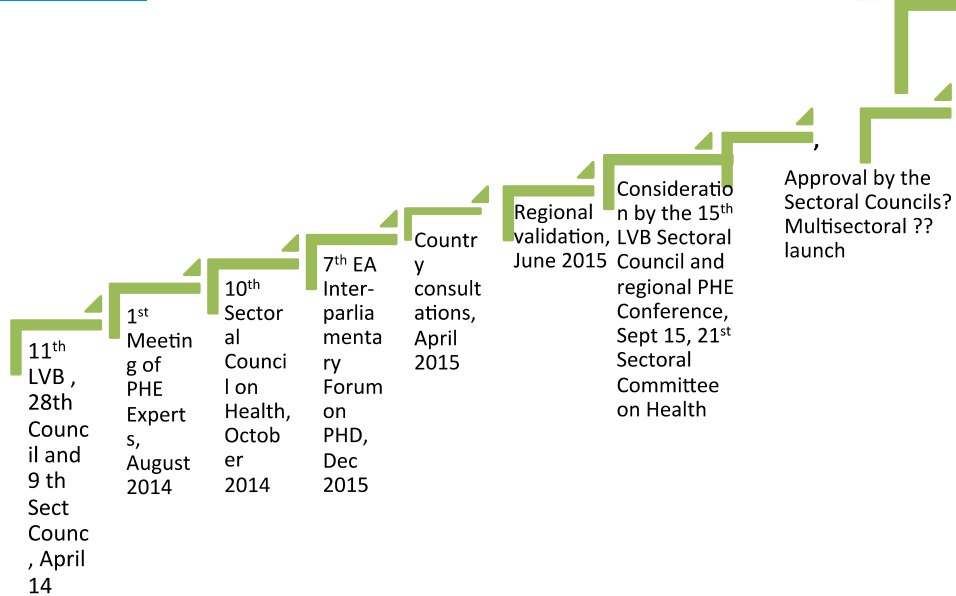 11th
LVB ,
28th
Counc
il and
9 th
Sect
Counc
, April
14
1st
Meetin
g of
PHE
Expert
s,
August
2014
10th
Sector
al
Counci
l on
Health,
Octob
er
2014
7th EA
Inter-
parlia
menta
ry
Forum
on
PHD,
Dec
2015
Countr
y
consult
ations,
April
2015
Regional
validation,
June 2015
Consideratio
n by the 15th
LVB Sectoral
Council and
regional PHE
Conference,
Sept 15, 21st
Sectoral
Committee
on Health
,
Approval by the
Sectoral Councils?
Multisectoral ??
launch